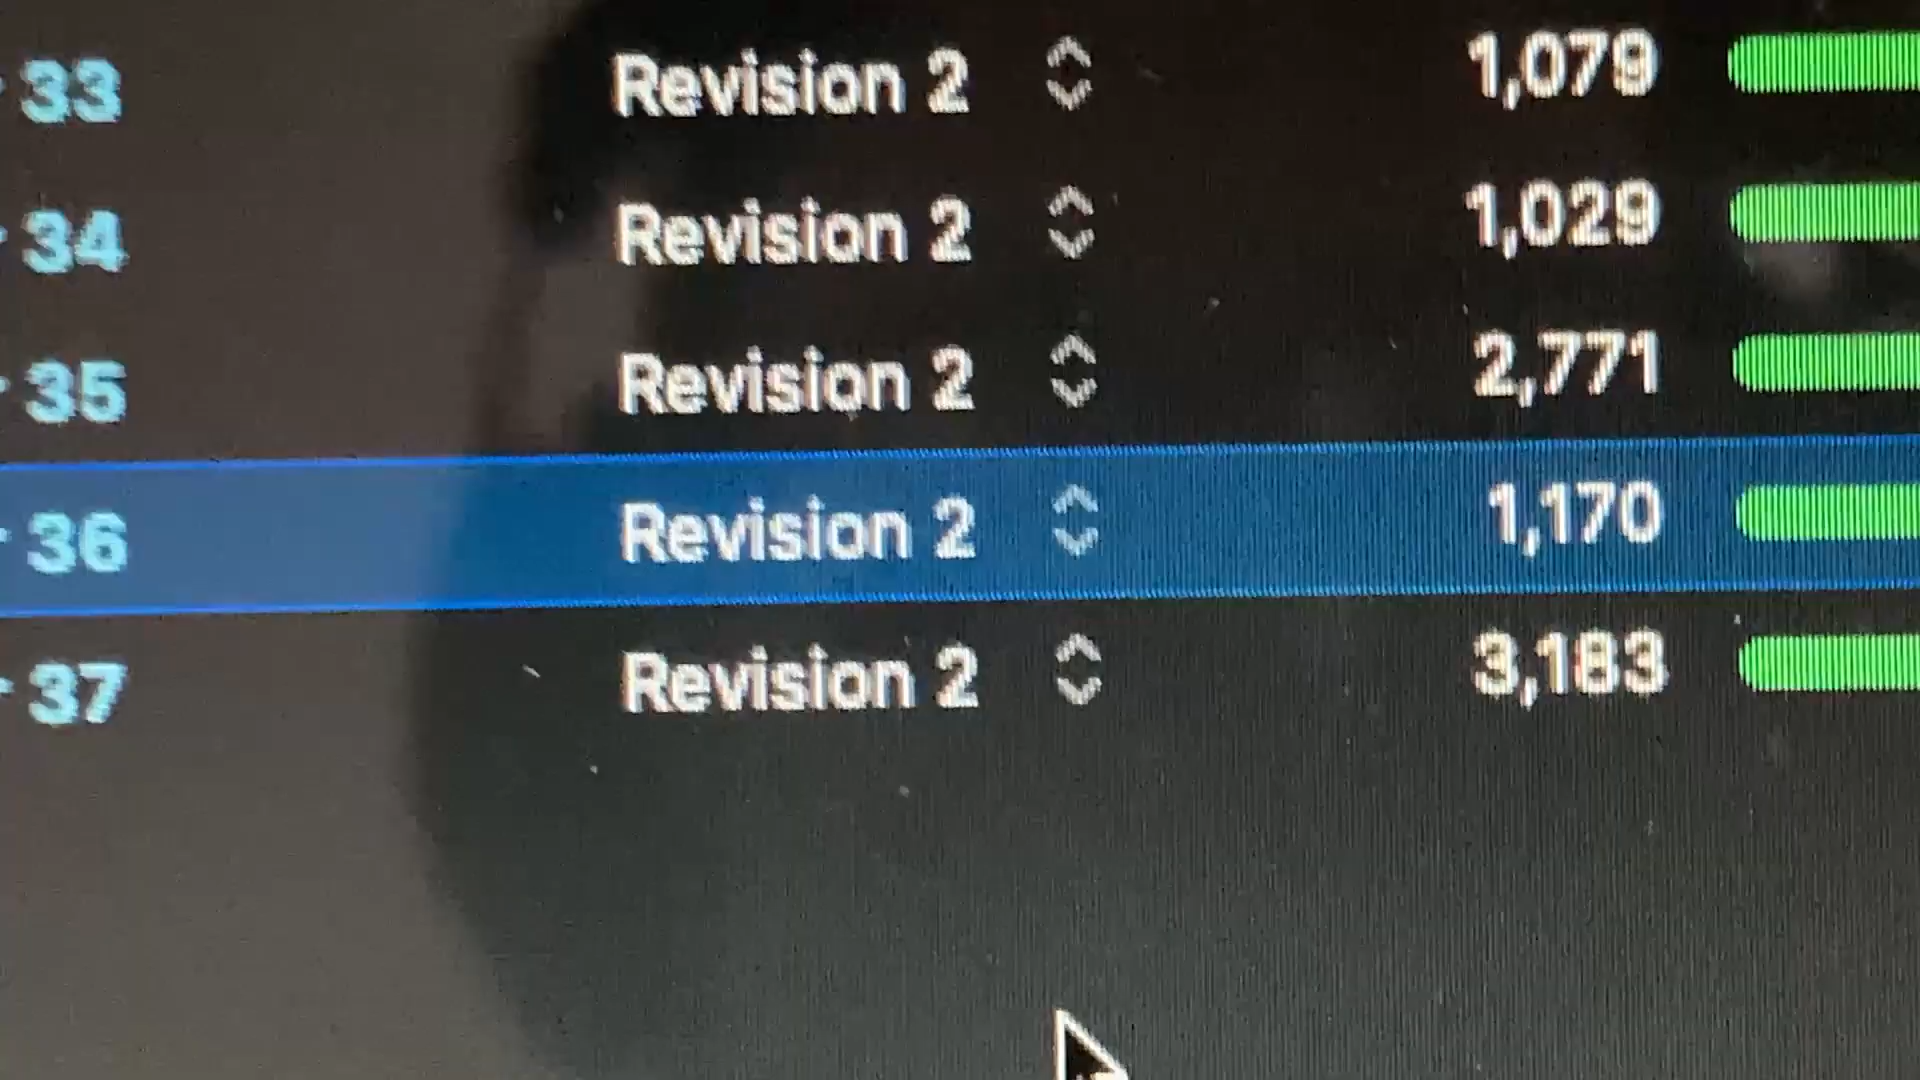 33 Revision 2 1,079
34 Revision 2 1,029
35 Revision 2 2,771
36 Revision 2 1,170
37 Revision 2 3,183